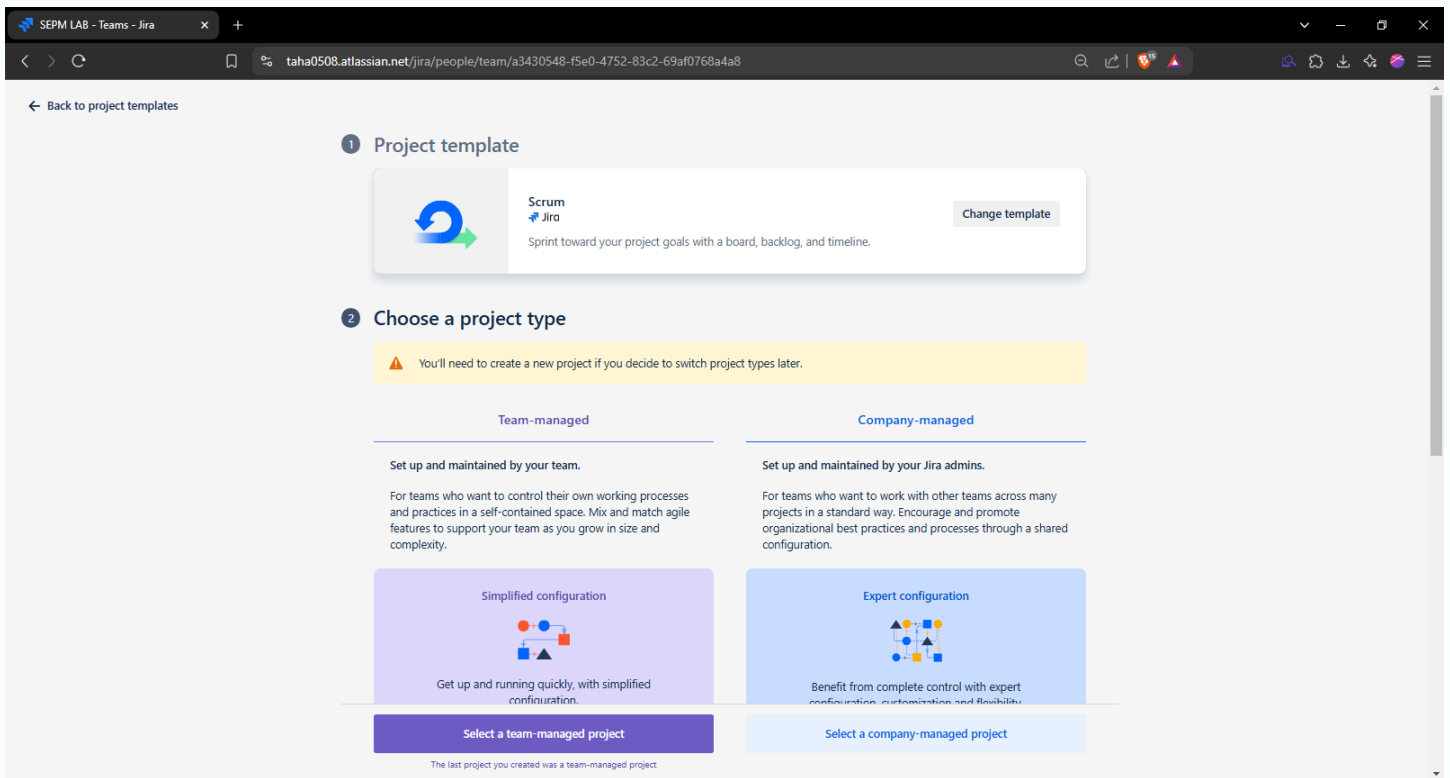 SEPM LAB - Teams - Jira
taha0508.atlassian.net/jira/people/team/a3430548-f5e0-4752-83c2-69af0768a4a8
15
Back to project templates
1 Project template
Scrum
Jira
Sprint toward your project goals with a board, backlog, and timeline.
Change template
2 Choose a project type
You'll need to create a new project if you decide to switch project types later.
Team-managed
Set up and maintained by your team.
For teams who want to control their own working processes
and practices in a self-contained space. Mix and match agile
features to support your team as you grow in size and
complexity.
Simplified configuration
Get up and running quickly, with simplified
configuration.
Select a team-managed project
The last project you created was a team-managed project
Company-managed
Set up and maintained by your Jira admins.
For teams who want to work with other teams across many
projects in a standard way. Encourage and promote
organizational best practices and processes through a shared
configuration.
Expert configuration
Benefit from complete control with expert
configuration, customization and flexibility
Select a company-managed project